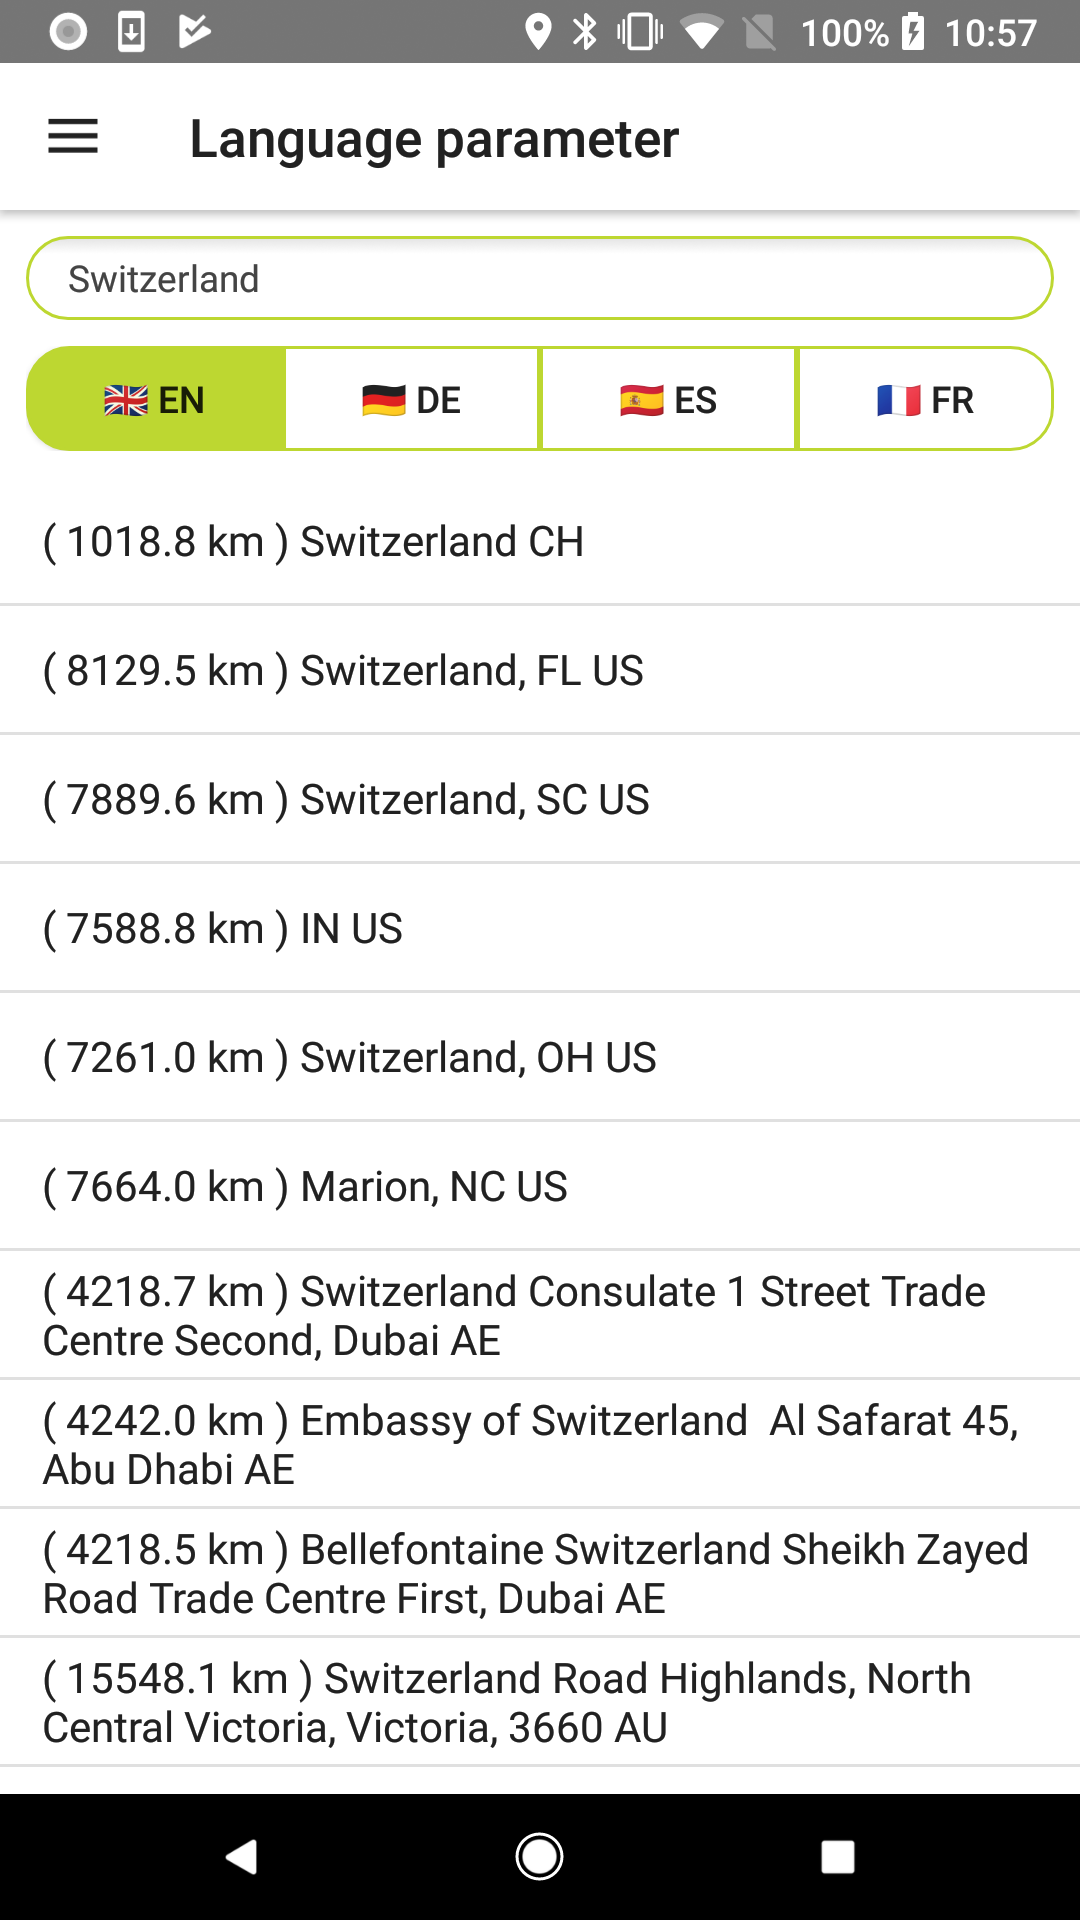 100% 10:57
Language parameter
Switzerland
EN DE ES FR
( 1018.8 km ) Switzerland CH
( 8129.5 km ) Switzerland, FL US
( 7889.6 km ) Switzerland, SC US
( 7588.8 km ) IN US
( 7261.0 km ) Switzerland, OH US
( 7664.0 km ) Marion, NC US
( 4218.7 km ) Switzerland Consulate 1 Street Trade
Centre Second, Dubai AE
( 4242.0 km ) Embassy of Switzerland  Al Safarat 45,
Abu Dhabi AE
( 4218.5 km ) Bellefontaine Switzerland Sheikh Zayed
Road Trade Centre First, Dubai AE
( 15548.1 km ) Switzerland Road Highlands, North
Central Victoria, Victoria, 3660 AU